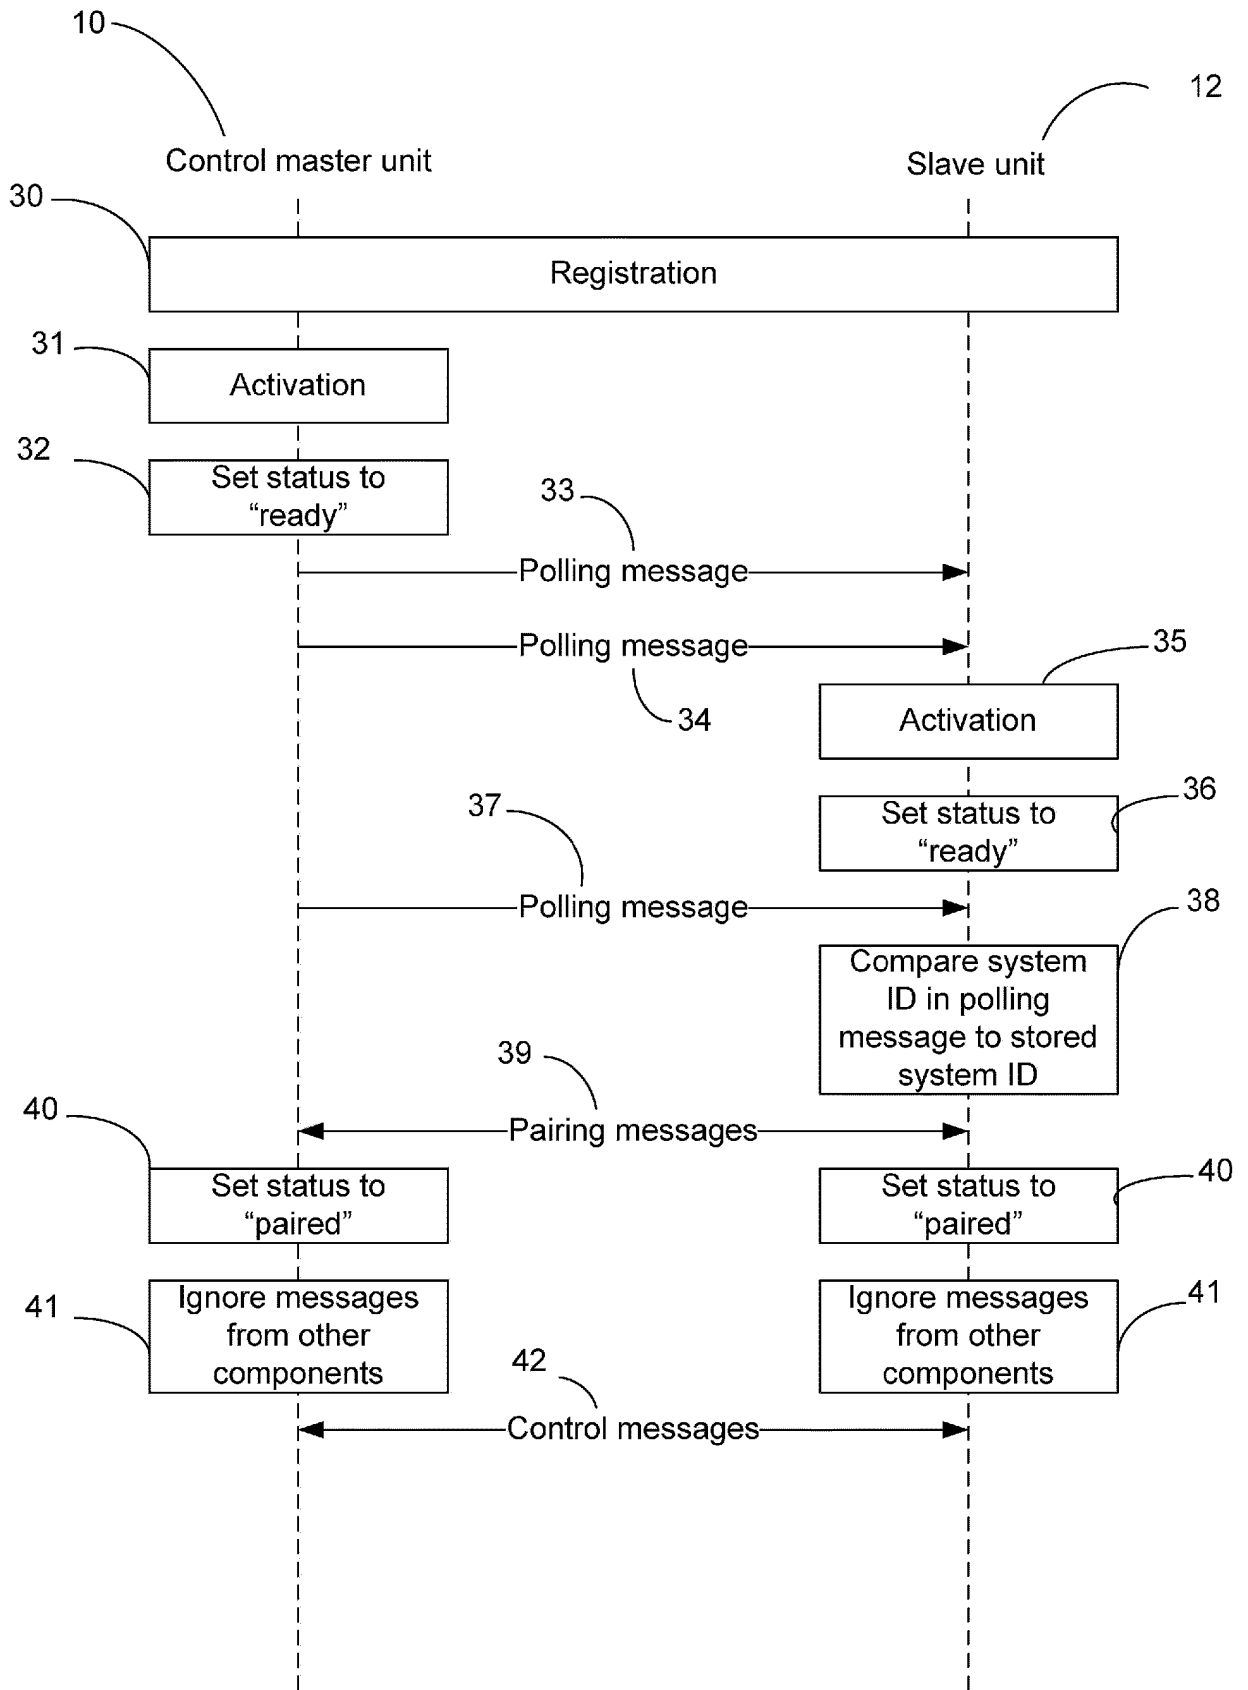 10
12
Control master unit
Slave unit
30
Registration
31
Activation
32
Set status to
“ready”
33
Polling message
Polling message
34
35
Activation
36
Set status to
“ready”
37
Polling message
38
Compare system
ID in polling
message to stored
system ID
39
Pairing messages
40
Set status to
“paired”
40
Set status to
“paired”
41
Ignore messages
from other
components
41
Ignore messages
from other
components
42
Control messages